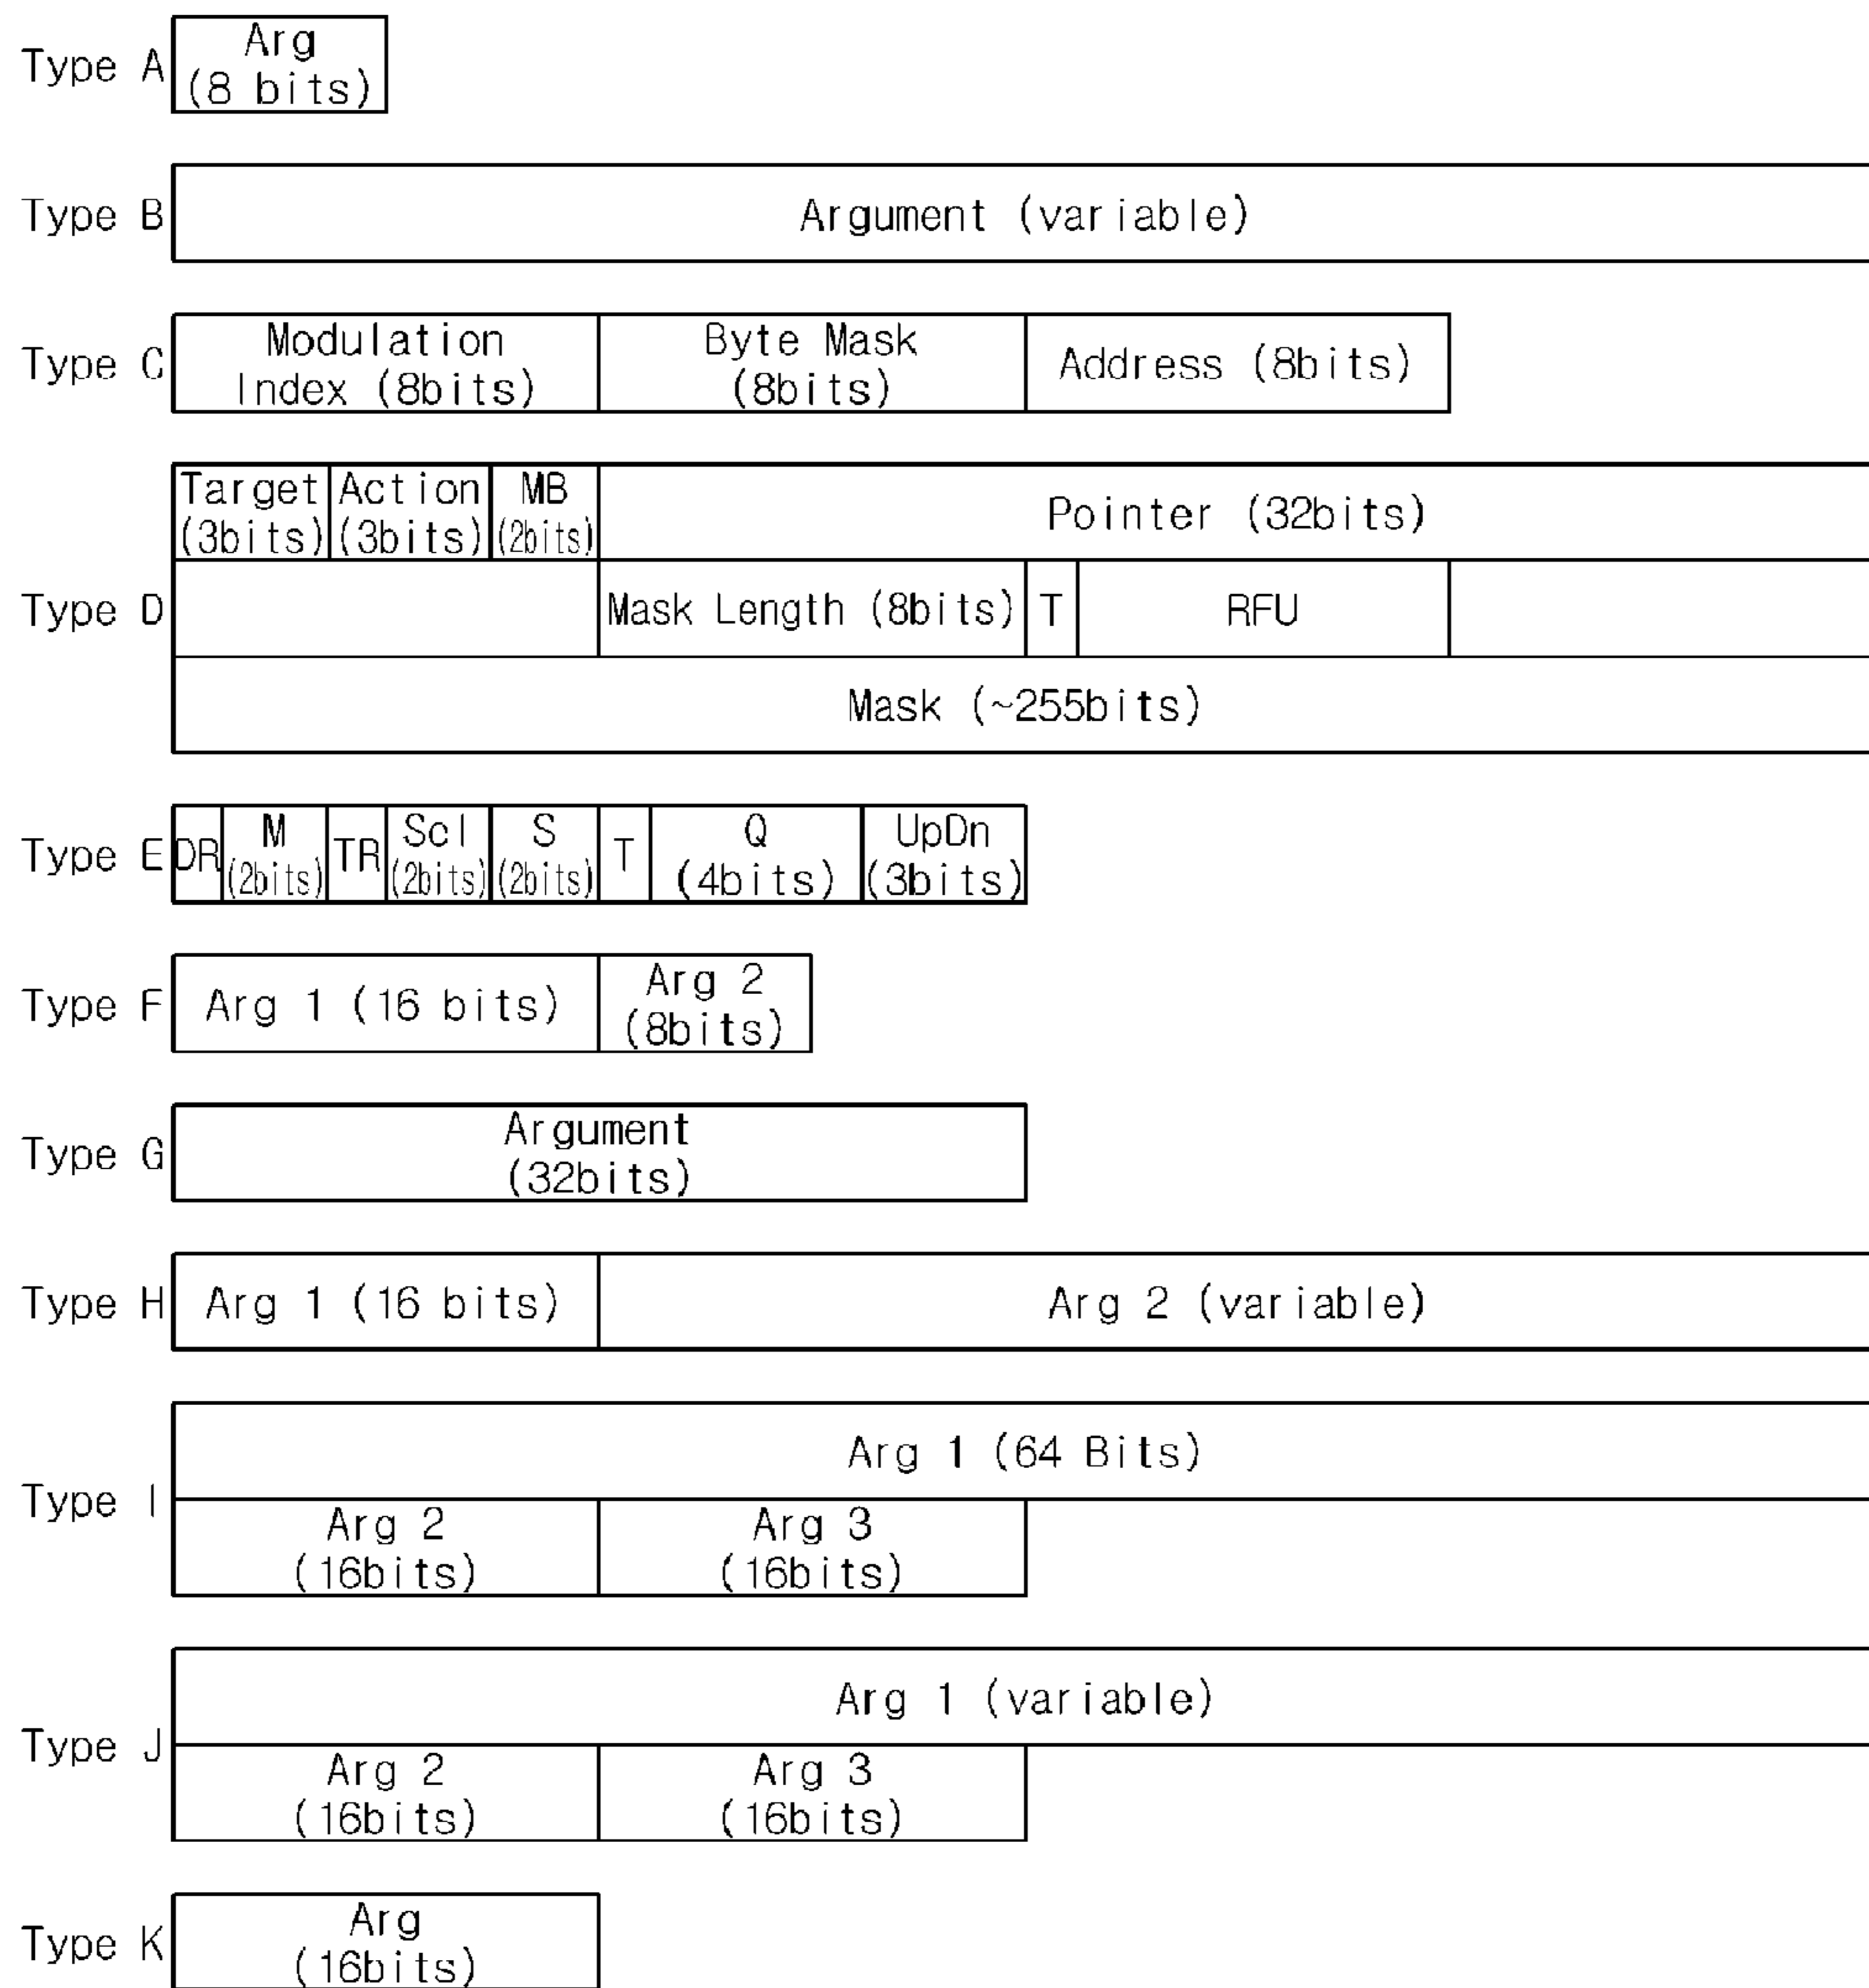 Type A
Arg
(8 bits)
Type B
Argument (variable)
Type C
Modulation
Index (8bits)
Byte Mask
(8bits)
Address (8bits)
Type D
Target
(3bits)
Action
(3bits)
MB
(2bits)
Pointer (32bits)
Mask Length (8bits)
T
RFU
Mask (~255bits)
Type E
DR
M
(2bits)
TR
Sel
(2bits)
S
(2bits)
T
Q
(4bits)
UpDn
(3bits)
Type F
Arg 1 (16 bits)
Arg 2
(8bits)
Type G
Argument
(32bits)
Type H
Arg 1 (16 bits)
Arg 2 (variable)
Type I
Arg 1 (64 Bits)
Arg 2
(16bits)
Arg 3
(16bits)
Type J
Arg 1 (variable)
Arg 2
(16bits)
Arg 3
(16bits)
Type K
Arg
(16bits)